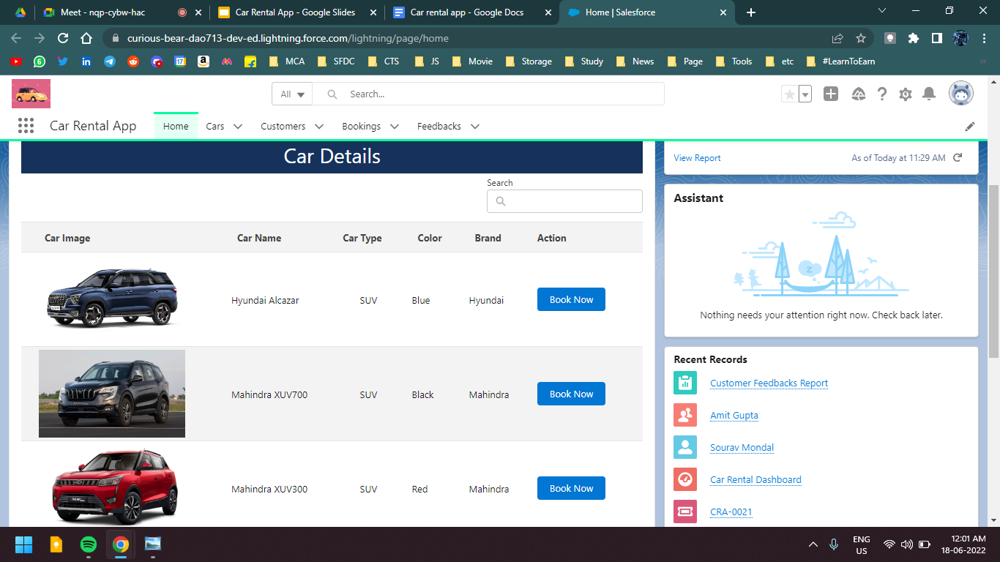 Meet - nqp-cybw-hac
Car Rental App - Google Slides
Car rental app - Google Docs
Home | Salesforce
curious-bear-dao713-dev-ed.lightning.force.com/lightning/page/home
6
17
MCA
SFDC
CTS
JS
Movie
Storage
Study
News
Page
Tools
etc
#LearnToEarn
All
Search...
Car Rental App
Home
Cars
Customers
Bookings
Feedbacks
Car Details
View Report
As of Today at 11:29 AM
Search
Assistant
Car Image
Car Name
Car Type
Color
Brand
Action
Hyundai Alcazar
SUV
Blue
Hyundai
Book Now
Nothing needs your attention right now. Check back later.
Mahindra XUV700
SUV
Black
Mahindra
Book Now
Mahindra XUV300
SUV
Red
Mahindra
Book Now
Recent Records
Customer Feedbacks Report
Amit Gupta
Sourav Mondal
Car Rental Dashboard
CRA-0021
ENG
US
12:01 AM
18-06-2022